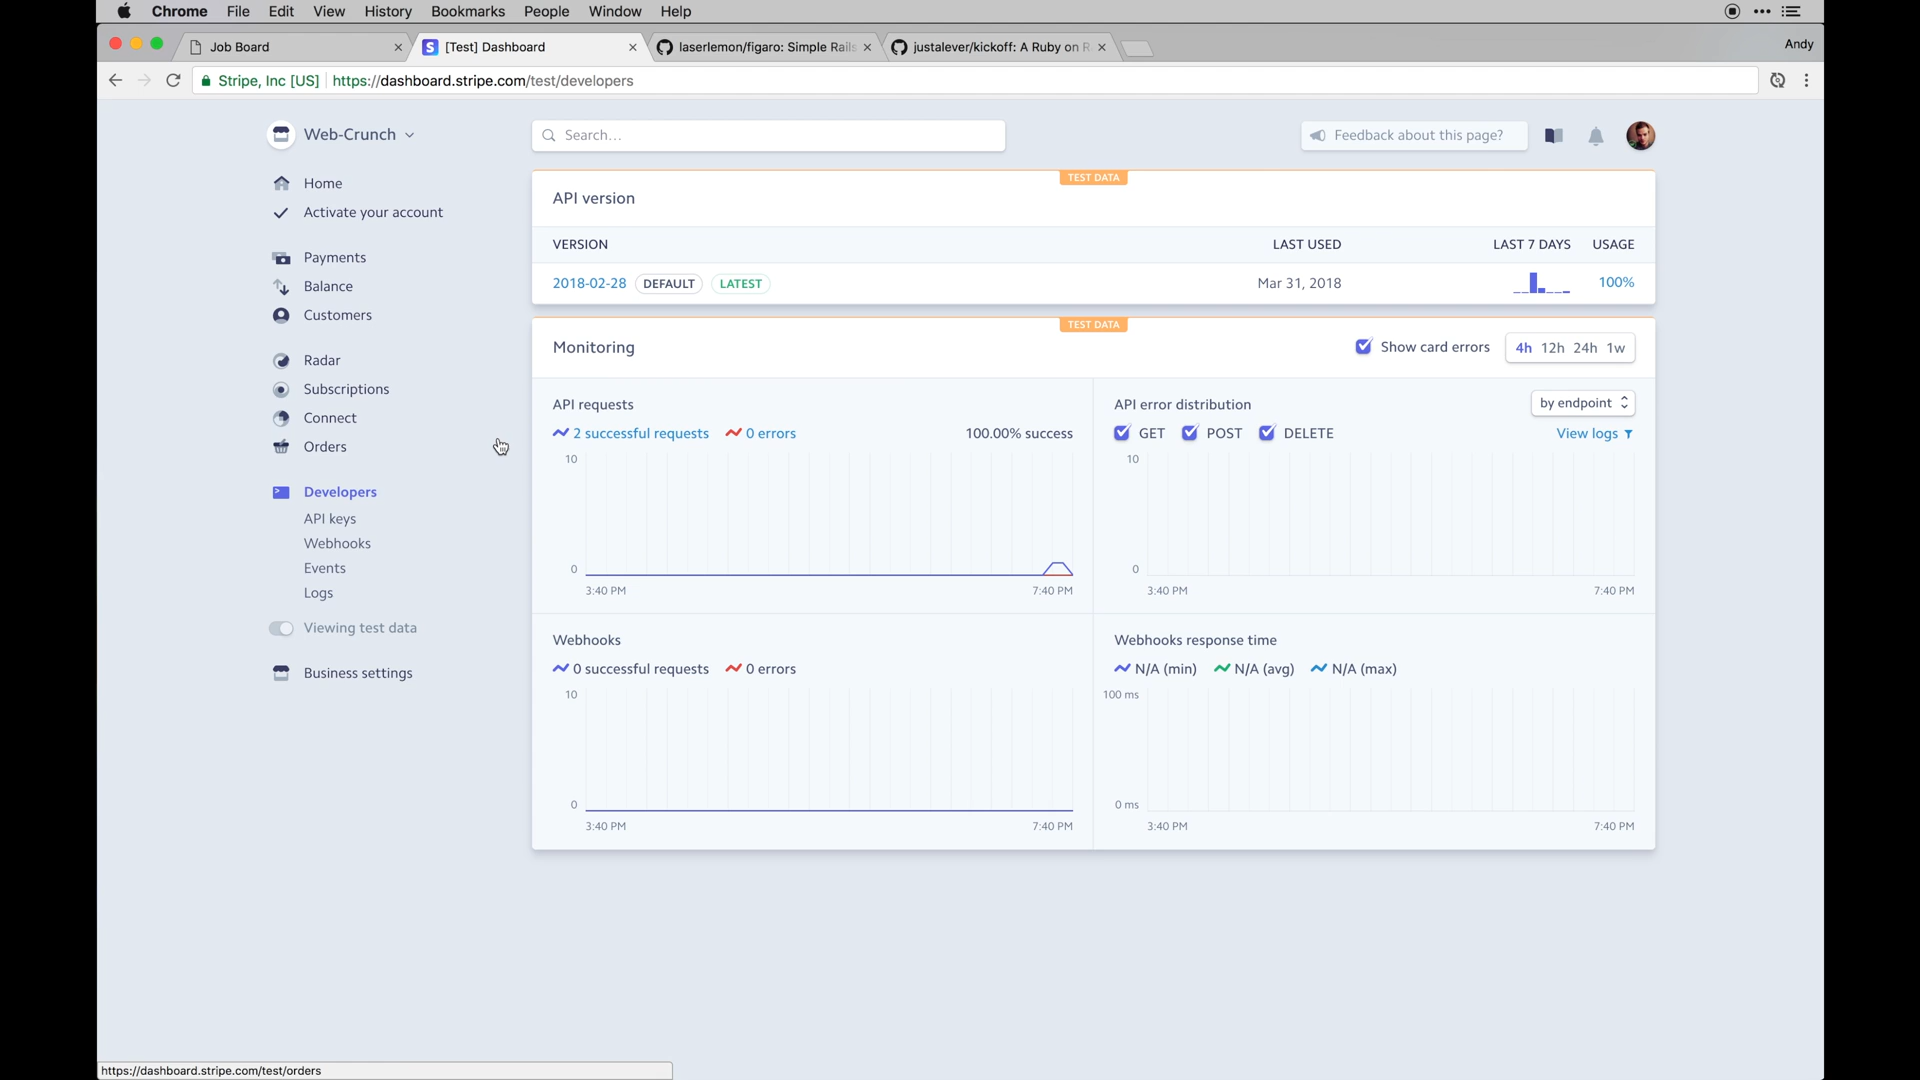 Chrome File Edit View History Bookmarks People Window Help
Job Board
[Test] Dashboard
laserlemon/figaro: Simple Rails
justalever/kickoff: A Ruby on R
Andy
Stripe, Inc [US] https://dashboard.stripe.com/test/developers
Web-Crunch
Search...
Feedback about this page?
Home
Activate your account
Payments
Balance
Customers
Radar
Subscriptions
Connect
Orders
Developers
API keys
Webhooks
Events
Logs
Viewing test data
Business settings
TEST DATA
API version
VERSION LAST USED LAST 7 DAYS USAGE
2018-02-28 DEFAULT LATEST Mar 31, 2018 100%
TEST DATA
Monitoring
Show card errors
4h 12h 24h 1w
API requests
2 successful requests 0 errors 100.00% success
10
0
3:40 PM 7:40 PM
API error distribution
by endpoint
GET POST DELETE View logs
10
0
3:40 PM 7:40 PM
Webhooks
0 successful requests 0 errors
10
0
3:40 PM 7:40 PM
Webhooks response time
N/A (min) N/A (avg) N/A (max)
100 ms
0 ms
3:40 PM 7:40 PM
https://dashboard.stripe.com/test/orders